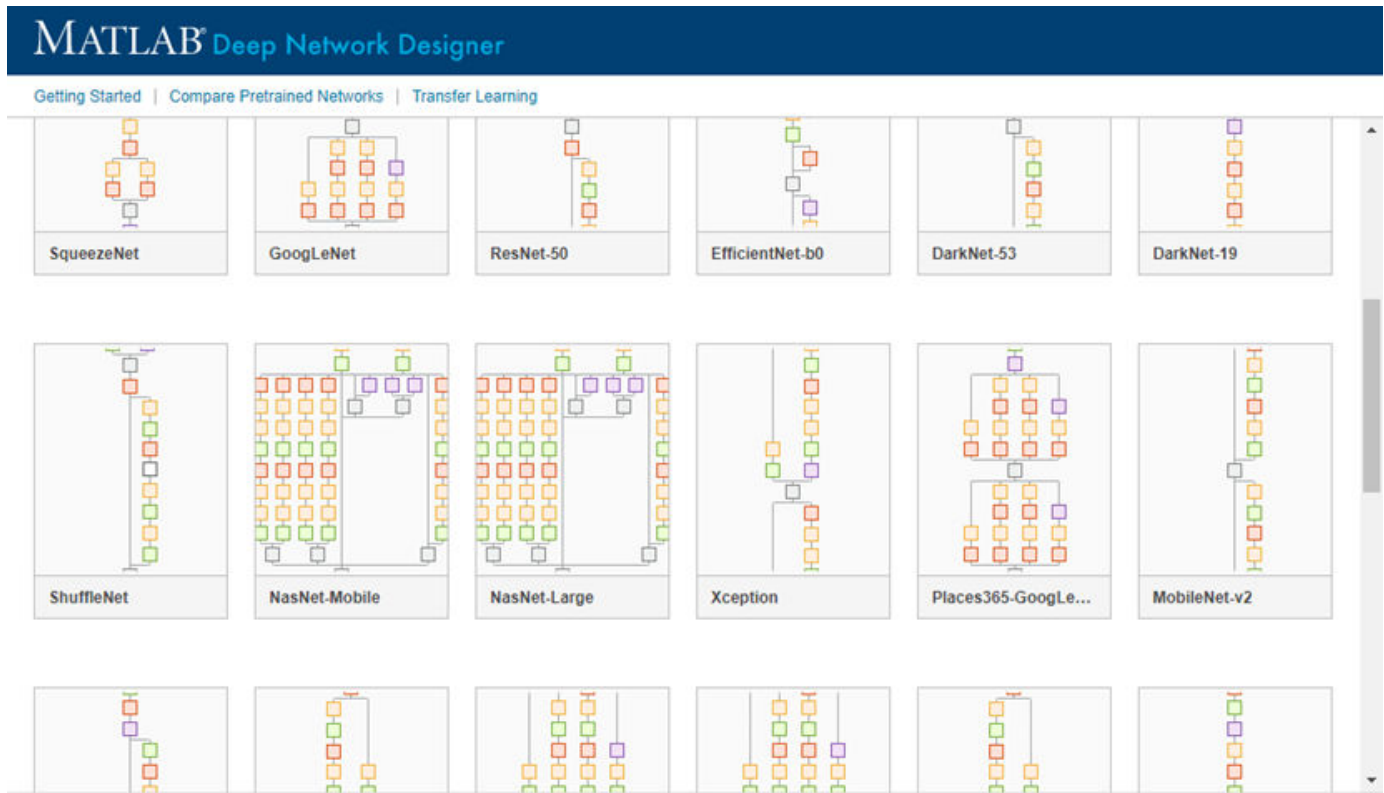 MATLAB® Deep Network Designer
Getting Started | Compare Pretrained Networks | Transfer Learning
SqueezeNet GoogLeNet ResNet-50 EfficientNet-b0 DarkNet-53 DarkNet-19
ShuffleNet NasNet-Mobile NasNet-Large Xception Places365-GoogLe... MobileNet-v2